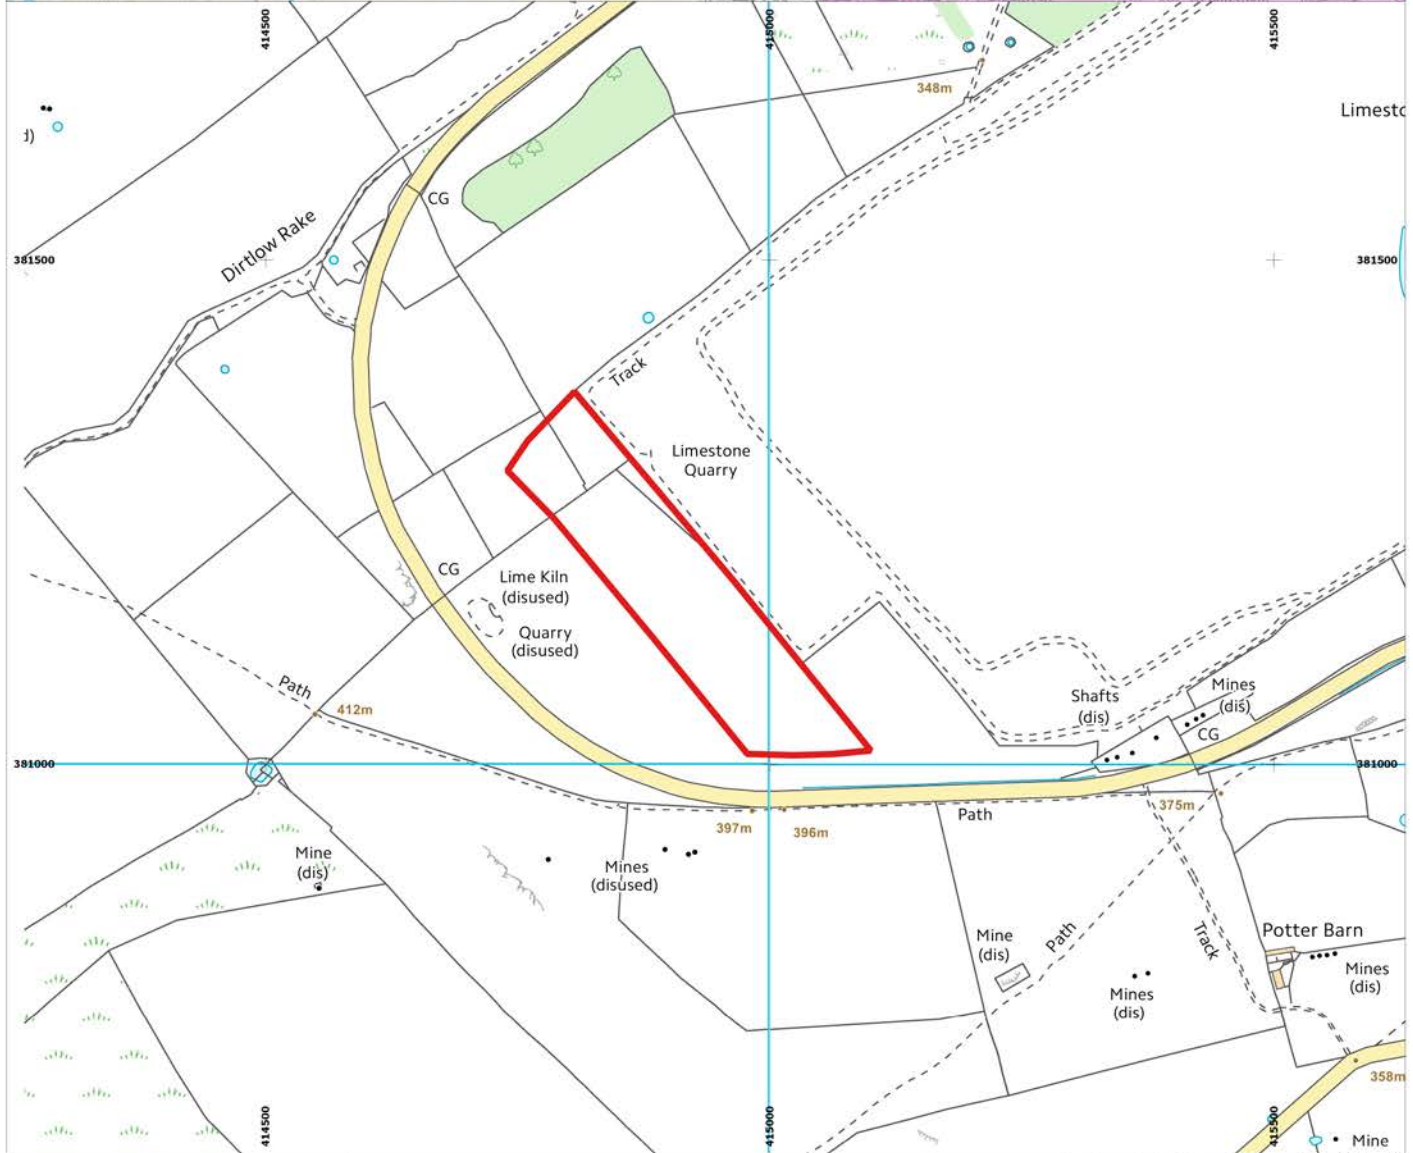 414500
415000
415500
348m
Limesto
d)
CG
Dirtlow Rake
381500
381500
Track
Limestone
Quarry
CG
Lime Kiln
(disused)
Quarry
(disused)
Path
412m
Shafts
(dis)
Mines
(dis)
CG
381000
381000
375m
397m
396m
Path
Mine
(dis)
Mines
(disused)
Mine
(dis)
Path
Track
Potter Barn
Mines
(dis)
Mines
(dis)
358m
414500
415000
415500
Mine